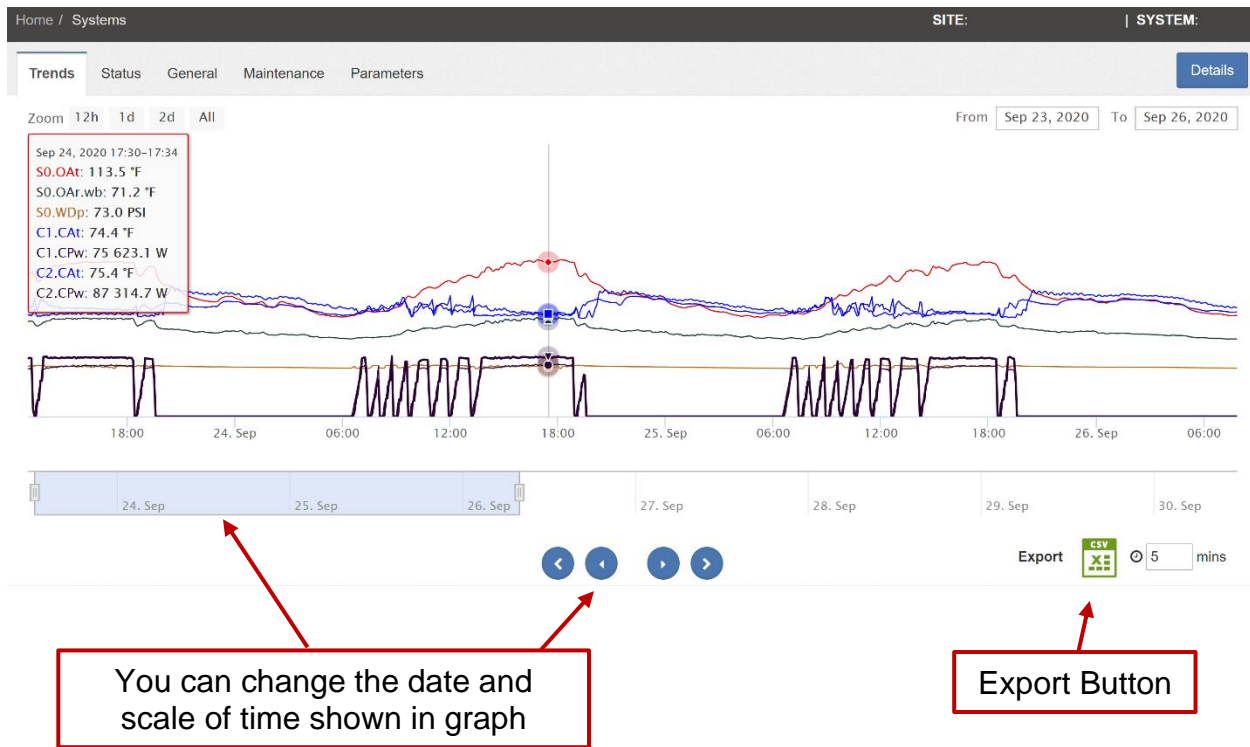 Home / Systems SITE: | SYSTEM:
Trends Status General Maintenance Parameters Details
Zoom 12h 1d 2d All From Sep 23, 2020 To Sep 26, 2020
Sep 24, 2020 17:30–17:34
S0.OAt: 113.5 °F
S0.OAr.wb: 71.2 °F
S0.WDp: 73.0 PSI
C1.CAt: 74.4 °F
C1.CPw: 75 623.1 W
C2.CAt: 75.4 °F
C2.CPw: 87 314.7 W
18:00 24. Sep 06:00 12:00 18:00 25. Sep 06:00 12:00 18:00 26. Sep 06:00
24. Sep 25. Sep 26. Sep 27. Sep 28. Sep 29. Sep 30. Sep
Export CSV 5 mins
You can change the date and
scale of time shown in graph
Export Button